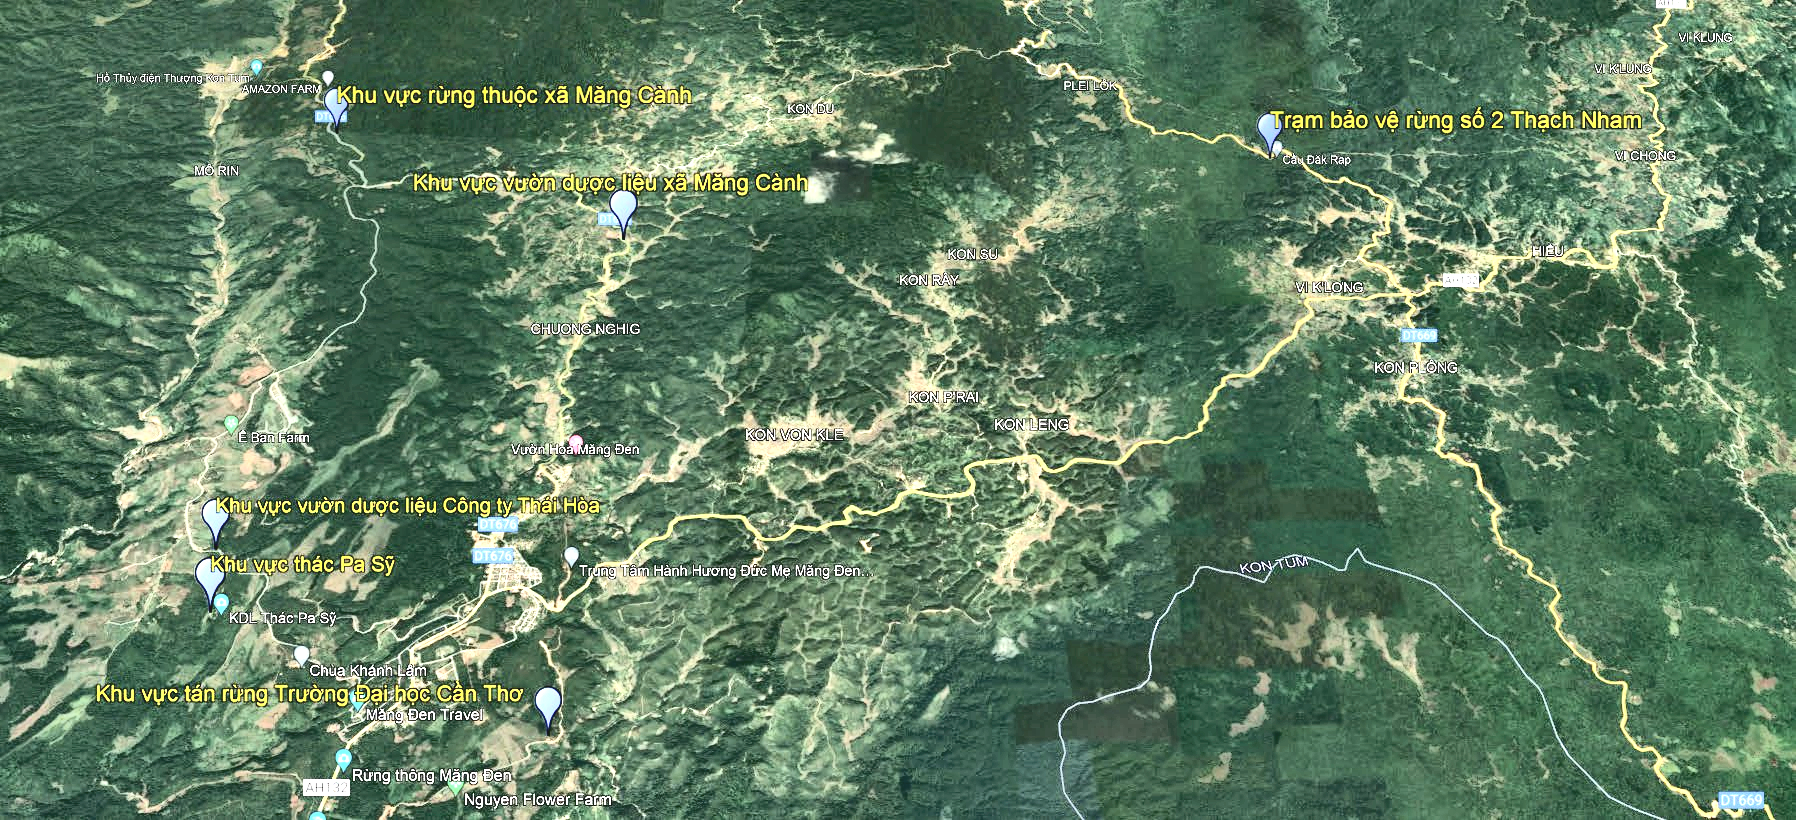 AH132
VI KLUNG
Hồ Thủy điện Thượng Kon Tum
VI K'LUNG
AMAZON FARM
PLEI LỐK
Khu vực rừng thuộc xã Măng Cành
KON DU
Trạm bảo vệ rừng số 2 Thạch Nham
Cầu Đăk Rap
VI CHONG
MÔ RIN
Khu vực vườn dược liệu xã Măng Cành
KON SU
HIẾU
KON RẪY
AH132
VI K'LONG
CHUONG NGHIG
DT669
KON PLÔNG
KON P'RAI
KON LENG
KON VON KLE
Ê Ban Farm
Vườn Hoa Măng Đen
Khu vực vườn dược liệu Công ty Thái Hòa
DT676
DT676
Khu vực thác Pa Sỹ
KON TUM
Trung Tâm Hành Hương Đức Mẹ Măng Đen...
KDL Thác Pa Sỹ
Chùa Khánh Lâm
Khu vực tán rừng Trường Đại học Cần Thơ
Măng Đen Travel
Rừng thông Măng Đen
AH132
Nguyen Flower Farm
DT669